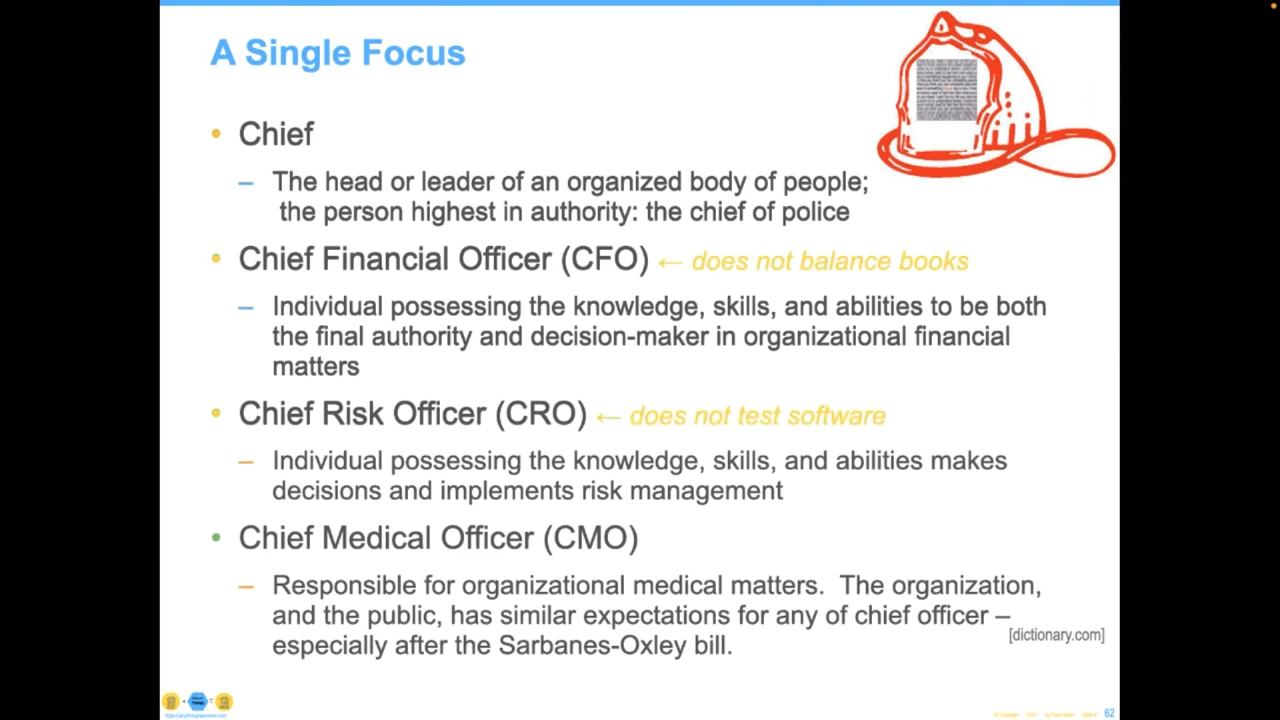 A Single Focus
• Chief
– The head or leader of an organized body of people;
the person highest in authority: the chief of police
• Chief Financial Officer (CFO) ← does not balance books
– Individual possessing the knowledge, skills, and abilities to be both
the final authority and decision-maker in organizational financial
matters
• Chief Risk Officer (CRO) ← does not test software
– Individual possessing the knowledge, skills, and abilities makes
decisions and implements risk management
• Chief Medical Officer (CMO)
– Responsible for organizational medical matters. The organization,
and the public, has similar expectations for any of chief officer –
especially after the Sarbanes-Oxley bill.
[dictionary.com]
62